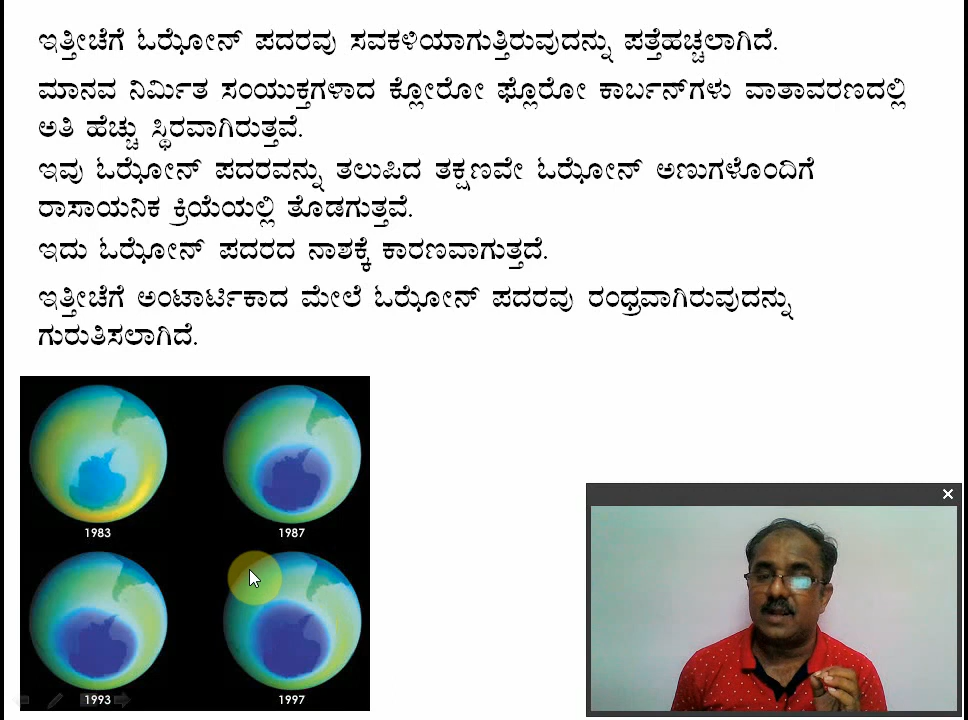 ಇತ್ತೀಚೆಗೆ ಓಝೋನ್ ಪದರವು ಸವಕಳಿಯಾಗುತ್ತಿರುವುದನ್ನು ಪತ್ತೆಹಚ್ಚಲಾಗಿದೆ.
ಮಾನವ ನಿರ್ಮಿತ ಸಂಯುಕ್ತಗಳಾದ ಕ್ಲೋರೋ ಫ್ಲೊರೋ ಕಾರ್ಬನ್‌ಗಳು ವಾತಾವರಣದಲ್ಲಿ
ಅತಿ ಹೆಚ್ಚು ಸ್ಥಿರವಾಗಿರುತ್ತವೆ.
ಇವು ಓಝೋನ್ ಪದರವನ್ನು ತಲುಪಿದ ತಕ್ಷಣವೇ ಓಝೋನ್ ಅಣುಗಳೊಂದಿಗೆ
ರಾಸಾಯನಿಕ ಕ್ರಿಯೆಯಲ್ಲಿ ತೊಡಗುತ್ತವೆ.
ಇದು ಓಝೋನ್ ಪದರದ ನಾಶಕ್ಕೆ ಕಾರಣವಾಗುತ್ತದೆ.
ಇತ್ತೀಚೆಗೆ ಅಂಟಾರ್ಟಿಕಾದ ಮೇಲೆ ಓಝೋನ್ ಪದರವು ರಂಧ್ರವಾಗಿರುವುದನ್ನು
ಗುರುತಿಸಲಾಗಿದೆ.
1983
1987
1993
1997